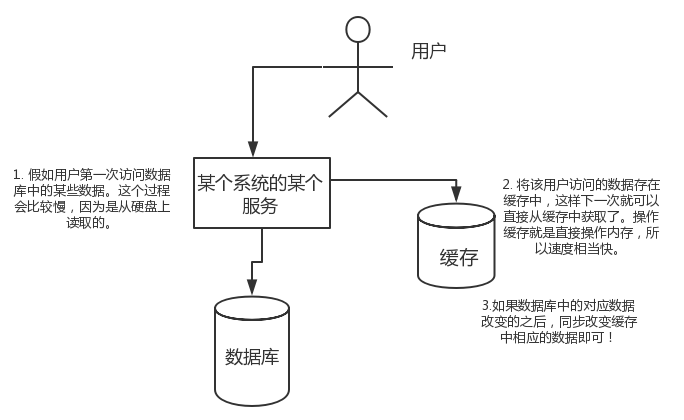 用户
1. 假如用户第一次访问数据
库中的某些数据。这个过程
会比较慢，因为是从硬盘上
读取的。
某个系统的某个
服务
2. 将该用户访问的数据存在
缓存中，这样下一次就可以
直接从缓存中获取了。操作
缓存就是直接操作内存，所
以速度相当快。
缓存
3.如果数据库中的对应数据
改变的之后，同步改变缓存
中相应的数据即可！
数据库